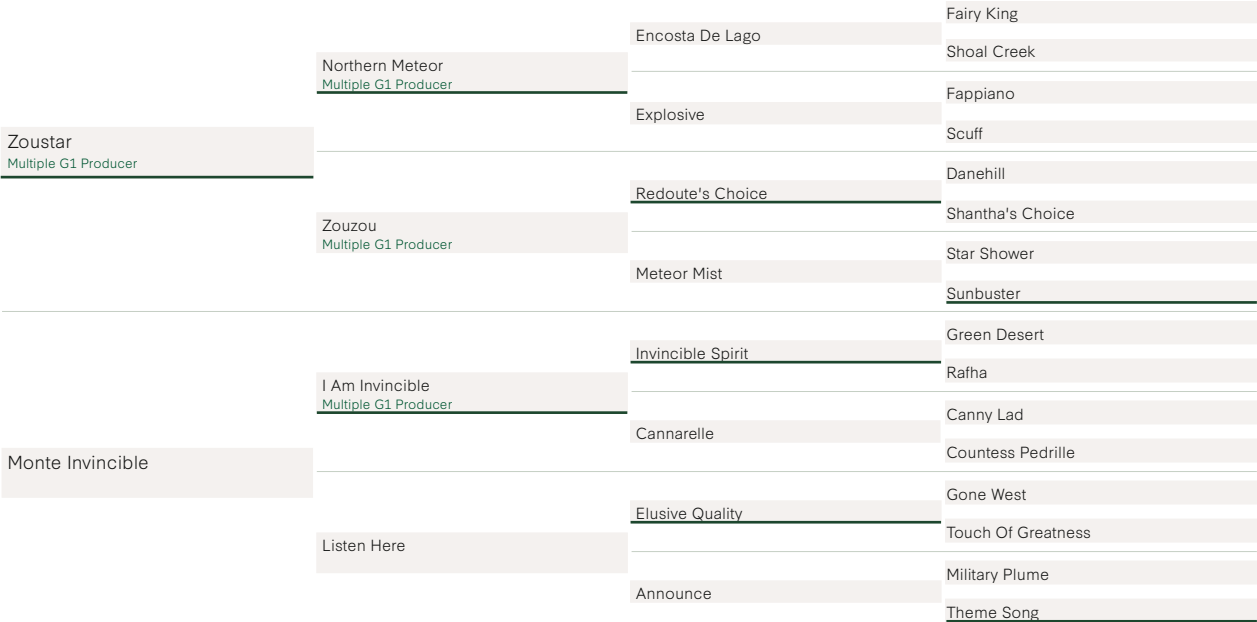 Zoustar
Multiple G1 Producer
Monte Invincible
Northern Meteor
Multiple G1 Producer
Zouzou
Multiple G1 Producer
I Am Invincible
Multiple G1 Producer
Listen Here
Encosta De Lago
Explosive
Redoute's Choice
Meteor Mist
Invincible Spirit
Cannarelle
Elusive Quality
Announce
Fairy King
Shoal Creek
Fappiano
Scuff
Danehill
Shantha's Choice
Star Shower
Sunbuster
Green Desert
Rafha
Canny Lad
Countess Pedrille
Gone West
Touch Of Greatness
Military Plume
Theme Song